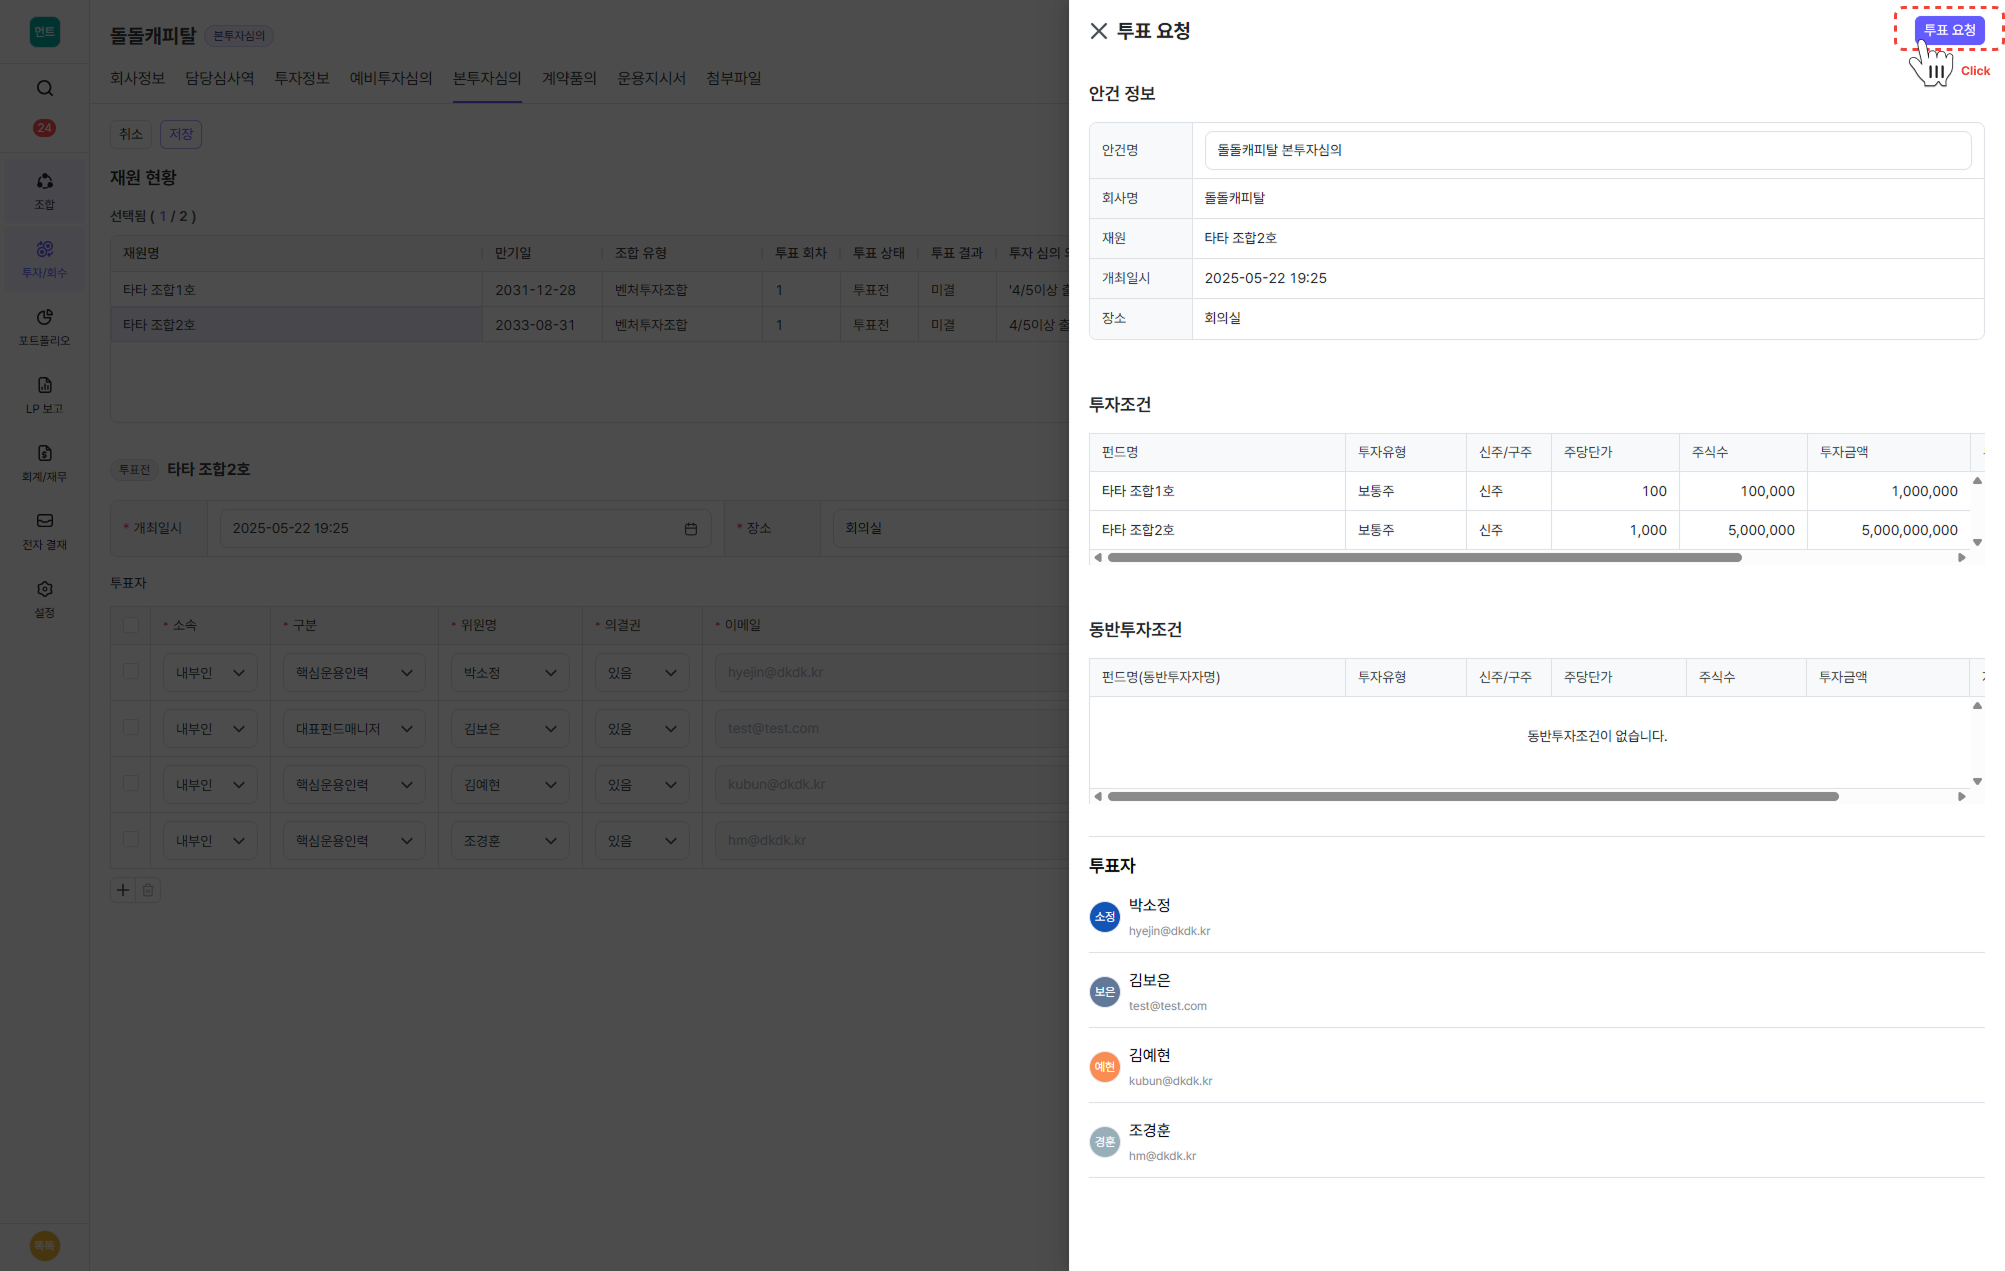 먼트
24
조합
투자/회수
포트폴리오
LP 보고
회계/재무
전자 결재
설정
똑똑
돌돌캐피탈 본투자심의
회사정보 담당심사역 투자정보 예비투자심의 본투자심의 계약품의 운용지시서 첨부파일
취소 저장
재원 현황
선택됨 ( 1 / 2 )
재원명 만기일 조합 유형 투표 회차 투표 상태 투표 결과 투자 심의
타타 조합1호 2031-12-28 벤처투자조합 1 투표전 미결 '4/5이상
타타 조합2호 2033-08-31 벤처투자조합 1 투표전 미결 4/5이상
투표전 타타 조합2호
* 개최일시 2025-05-22 19:25 * 장소 회의실
투표자
* 소속 * 구분 * 위원명 * 의결권 * 이메일
내부인 핵심운용인력 박소정 있음 hyejin@dkdk.kr
내부인 대표펀드매니저 김보은 있음 test@test.com
내부인 핵심운용인력 김예현 있음 kubun@dkdk.kr
내부인 핵심운용인력 조경훈 있음 hm@dkdk.kr
투표 요청
투표 요청
Click
안건 정보
안건명 돌돌캐피탈 본투자심의
회사명 돌돌캐피탈
재원 타타 조합2호
개최일시 2025-05-22 19:25
장소 회의실
투자조건
펀드명 투자유형 신주/구주 주당단가 주식수 투자금액
타타 조합1호 보통주 신주 100 100,000 1,000,000
타타 조합2호 보통주 신주 1,000 5,000,000 5,000,000,000
동반투자조건
펀드명(동반투자자명) 투자유형 신주/구주 주당단가 주식수 투자금액
동반투자조건이 없습니다.
투표자
소정 박소정
hyejin@dkdk.kr
보은 김보은
test@test.com
예현 김예현
kubun@dkdk.kr
경훈 조경훈
hm@dkdk.kr